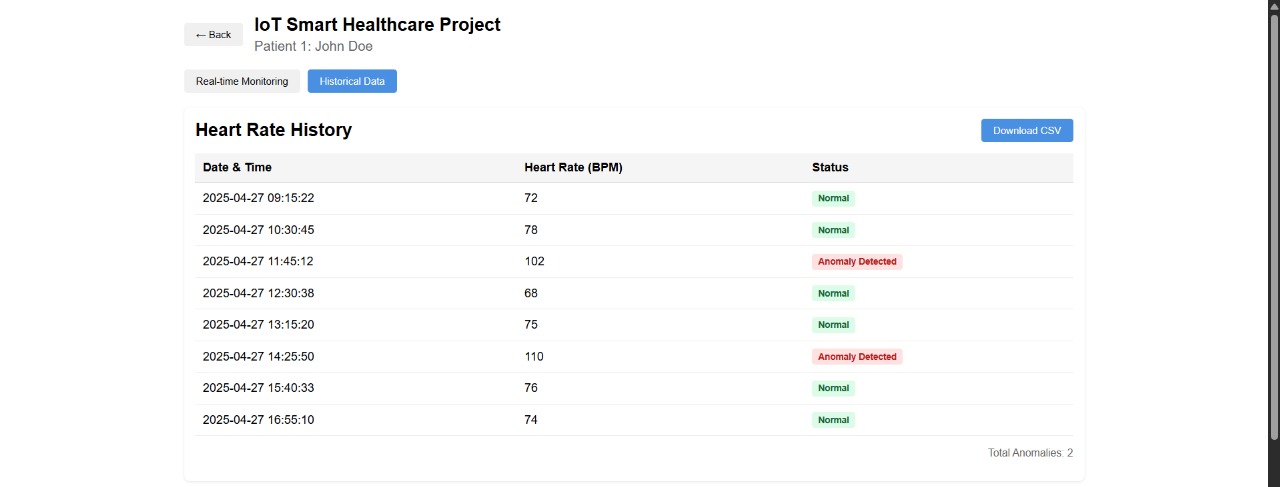 ← Back
IoT Smart Healthcare Project
Patient 1: John Doe
Real-time Monitoring Historical Data
Heart Rate History
Download CSV
Date & Time Heart Rate (BPM) Status
2025-04-27 09:15:22 72 Normal
2025-04-27 10:30:45 78 Normal
2025-04-27 11:45:12 102 Anomaly Detected
2025-04-27 12:30:38 68 Normal
2025-04-27 13:15:20 75 Normal
2025-04-27 14:25:50 110 Anomaly Detected
2025-04-27 15:40:33 76 Normal
2025-04-27 16:55:10 74 Normal
Total Anomalies: 2